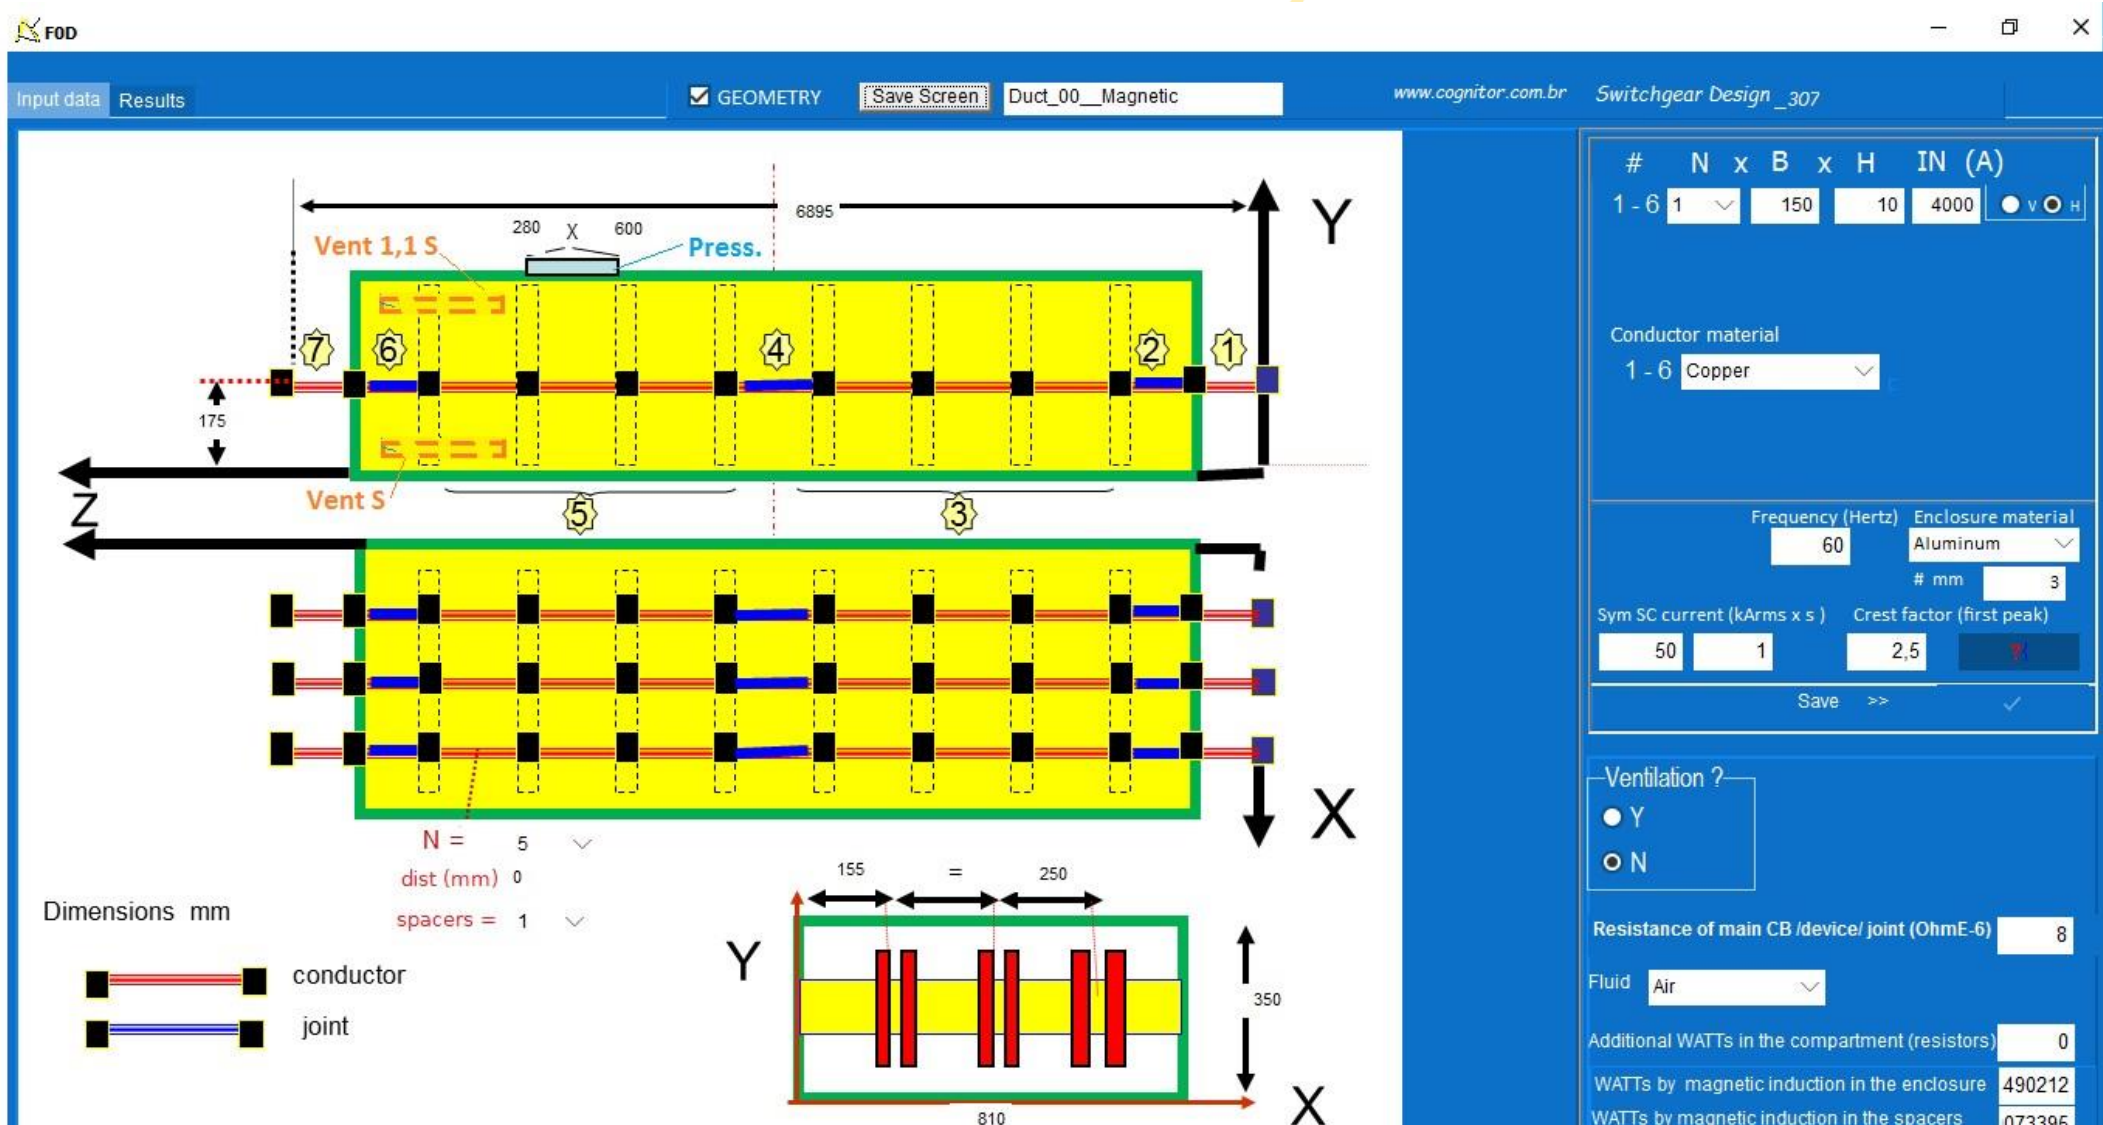 F0D
Input data Results
GEOMETRY Save Screen Duct_00__Magnetic www.cognitor.com.br Switchgear Design _307
# N x B x H IN (A)
1 - 6 1 150 10 4000 V H
Conductor material
1 - 6 Copper
Frequency (Hertz) Enclosure material
60 Aluminum
# mm 3
Sym SC current (kArms x s ) Crest factor (first peak)
50 1 2,5
Save >>
Ventilation ?
Y
N
Resistance of main CB /device/ joint (OhmE-6) 8
Fluid Air
Additional WATTs in the compartment (resistors) 0
WATTs by magnetic induction in the enclosure 490212
WATTs by magnetic induction in the spacers 073395
6895
Y
280 X 600
Vent 1,1 S
Press.
7 6 4 2 1
175
Vent S
Z
5 3
X
N = 5
dist (mm) 0
spacers = 1
Dimensions mm
conductor
joint
155 = 250
Y
350
810
X